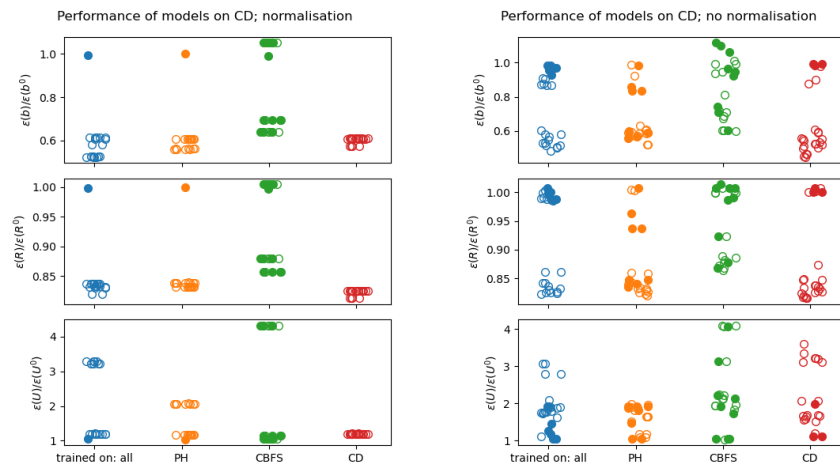 Performance of models on CD; normalisation
ε(b)/ε(b⁰)
1.0
0.8
0.6
ε(R)/ε(R⁰)
1.00
0.95
0.90
0.85
ε(U)/ε(U⁰)
4
3
2
1
trained on: all PH CBFS CD
Performance of models on CD; no normalisation
ε(b)/ε(b⁰)
1.0
0.8
0.6
ε(R)/ε(R⁰)
1.00
0.95
0.90
0.85
ε(U)/ε(U⁰)
4
3
2
1
trained on: all PH CBFS CD